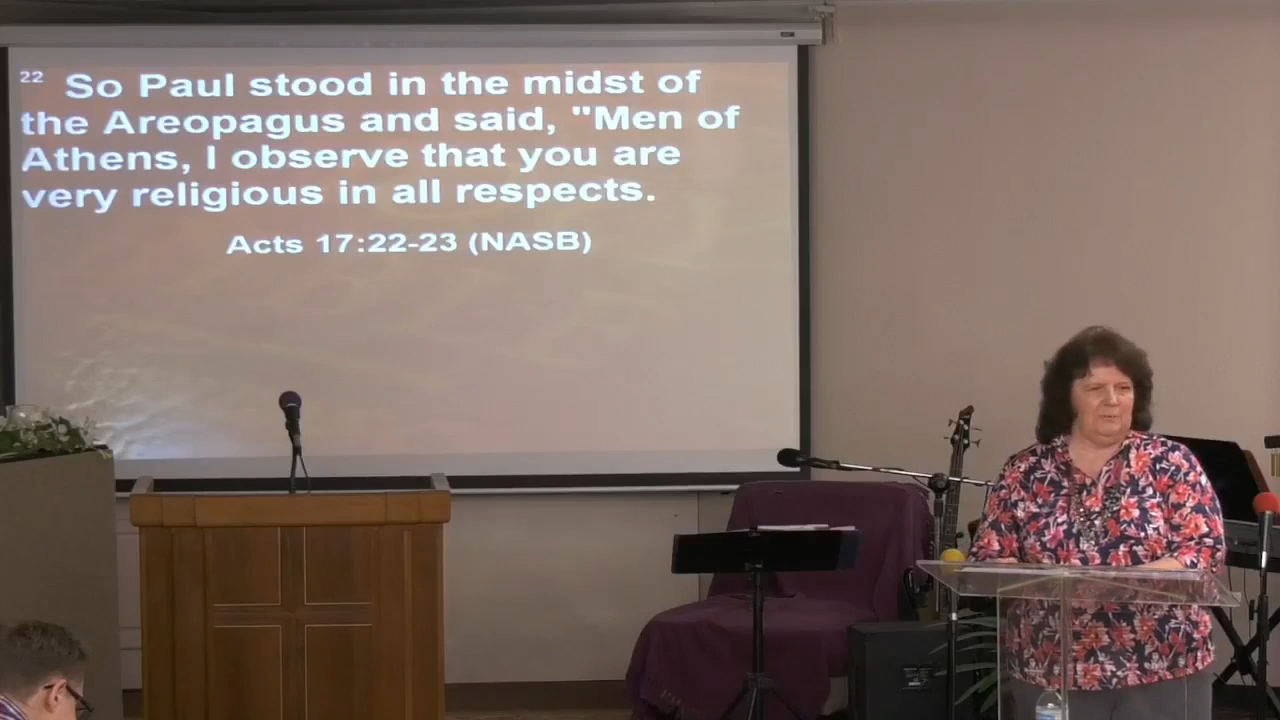 22 So Paul stood in the midst of
the Areopagus and said, "Men of
Athens, I observe that you are
very religious in all respects.
Acts 17:22-23 (NASB)